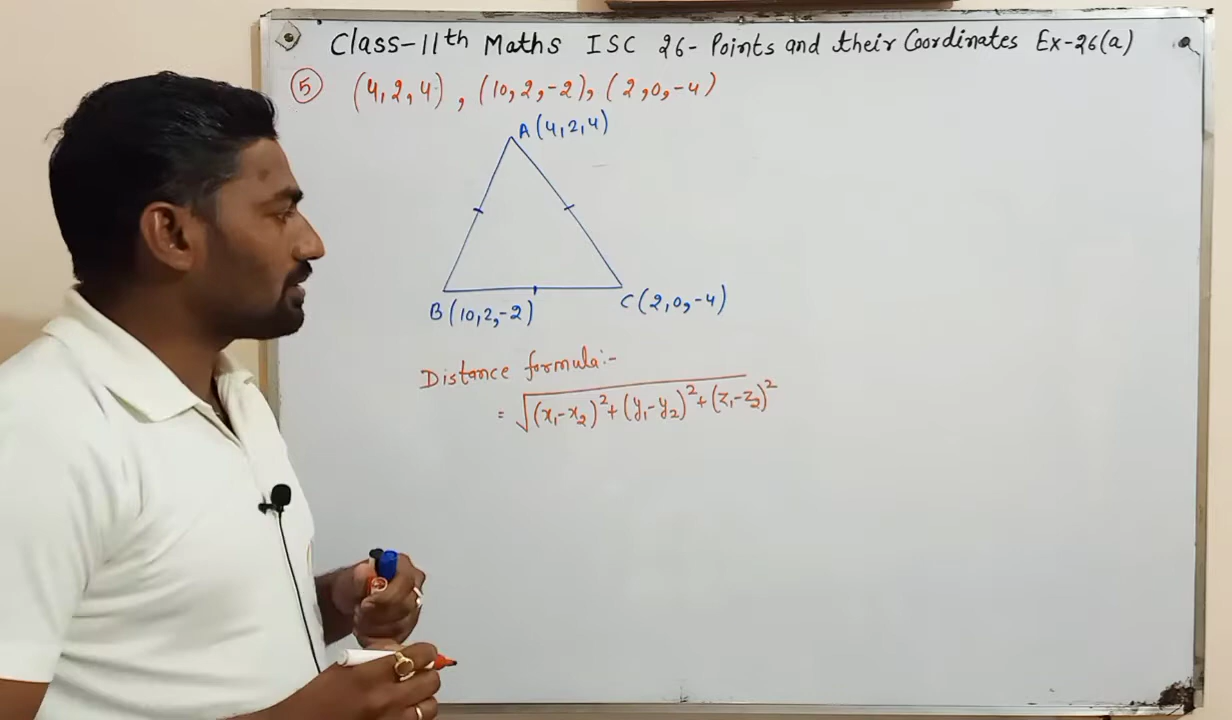 Class-11th Maths ISC 26- Points and their Coordinates Ex-26(a)
5 (4,2,4), (10,2,-2), (2,0,-4)
A(4,2,4)
B(10,2,-2)
C(2,0,-4)
Distance formula:-
= √(x₁-x₂)²+(y₁-y₂)²+(z₁-z₂)²